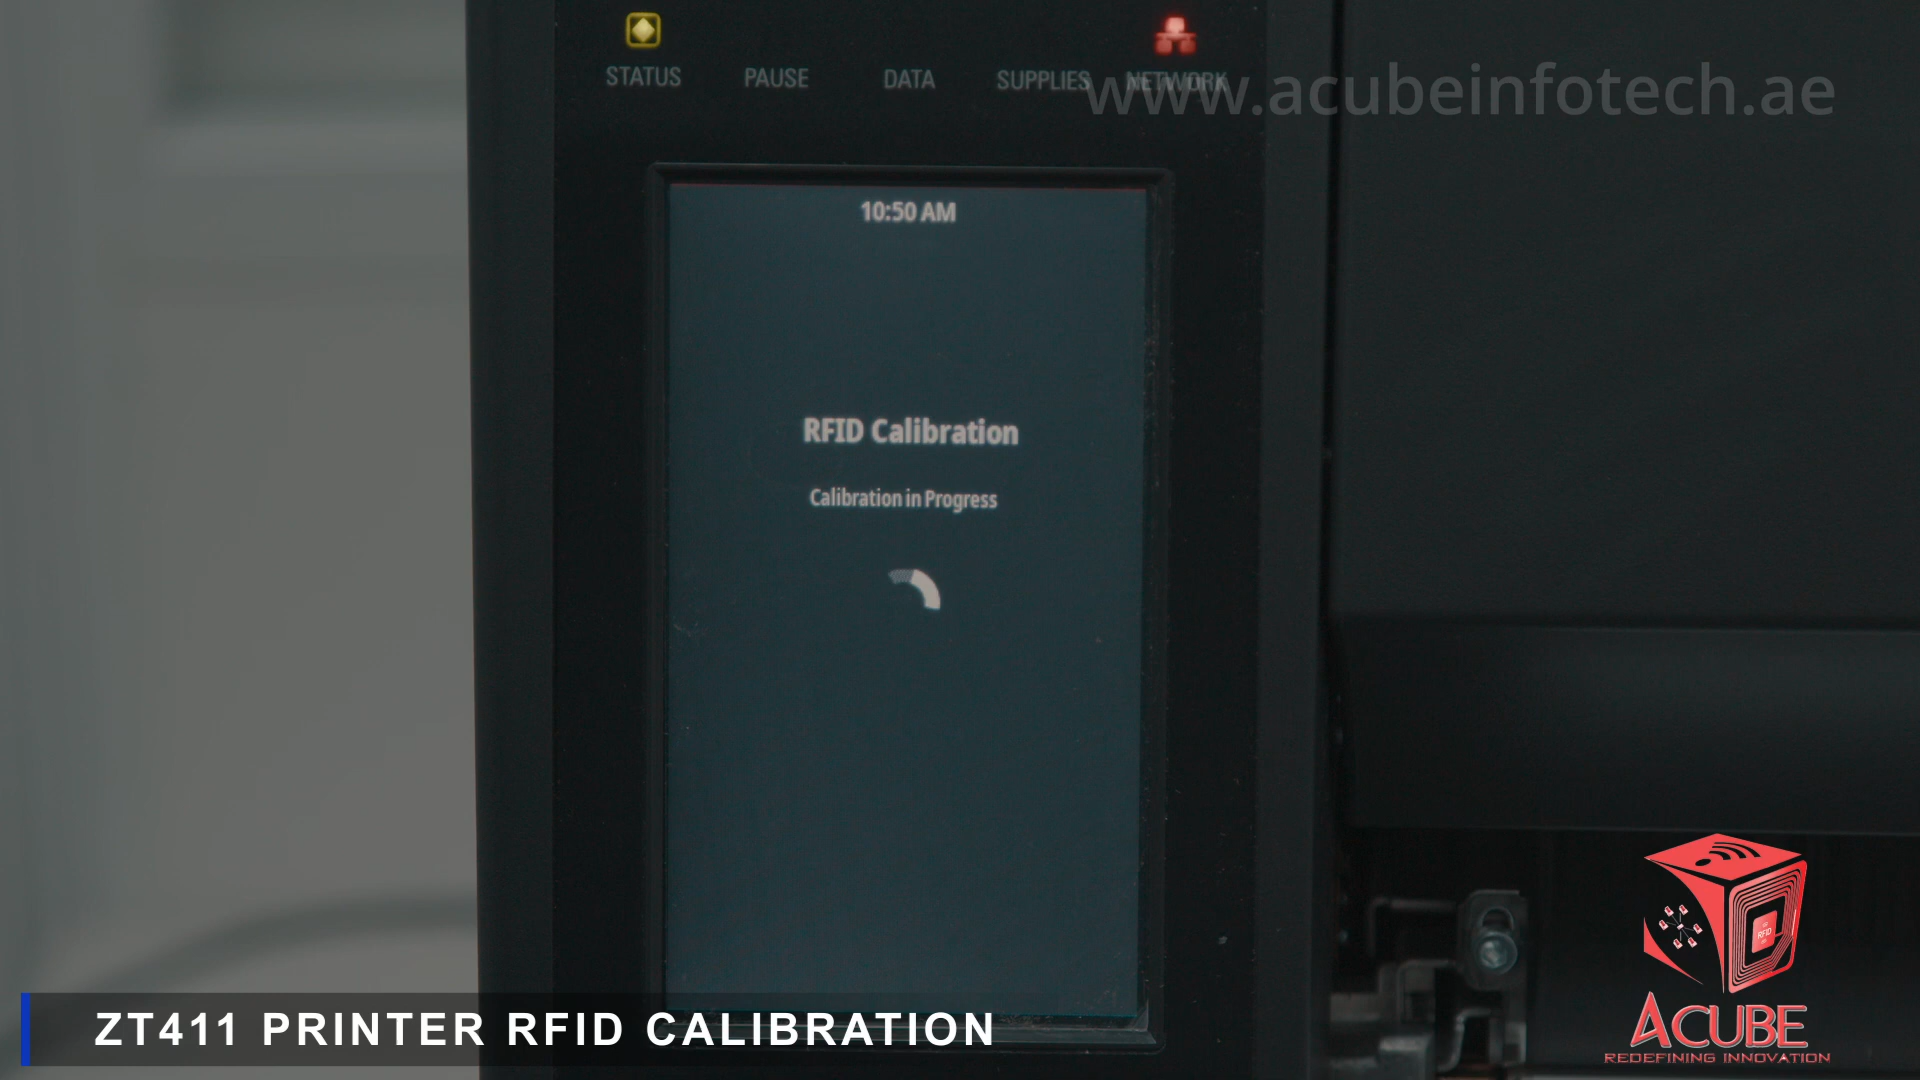 STATUS PAUSE DATA SUPPLIES NETWORK
www.acubeinfotech.ae
10:50 AM
RFID Calibration
Calibration in Progress
ZT411 PRINTER RFID CALIBRATION
RFID
ACUBE
REDEFINING INNOVATION